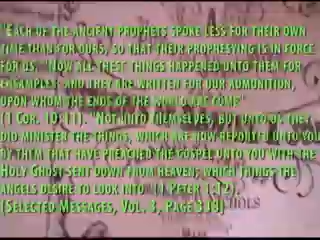 "Each of the ancient prophets spoke less for their own
time than for ours, so that their prophesying is in force
for us. "Now all these things happened unto them for
ensamples: and they are written for our admonition,
upon whom the ends of the world are come"
(1 Cor. 10:11). "Not unto themselves, but unto us they
did minister the things, which are now reported unto you
by them that have preached the gospel unto you with the
Holy Ghost sent down from heaven; which things the
angels desire to look into" (1 Peter 1:12).
(Selected Messages, Vol. 3, Page 338)